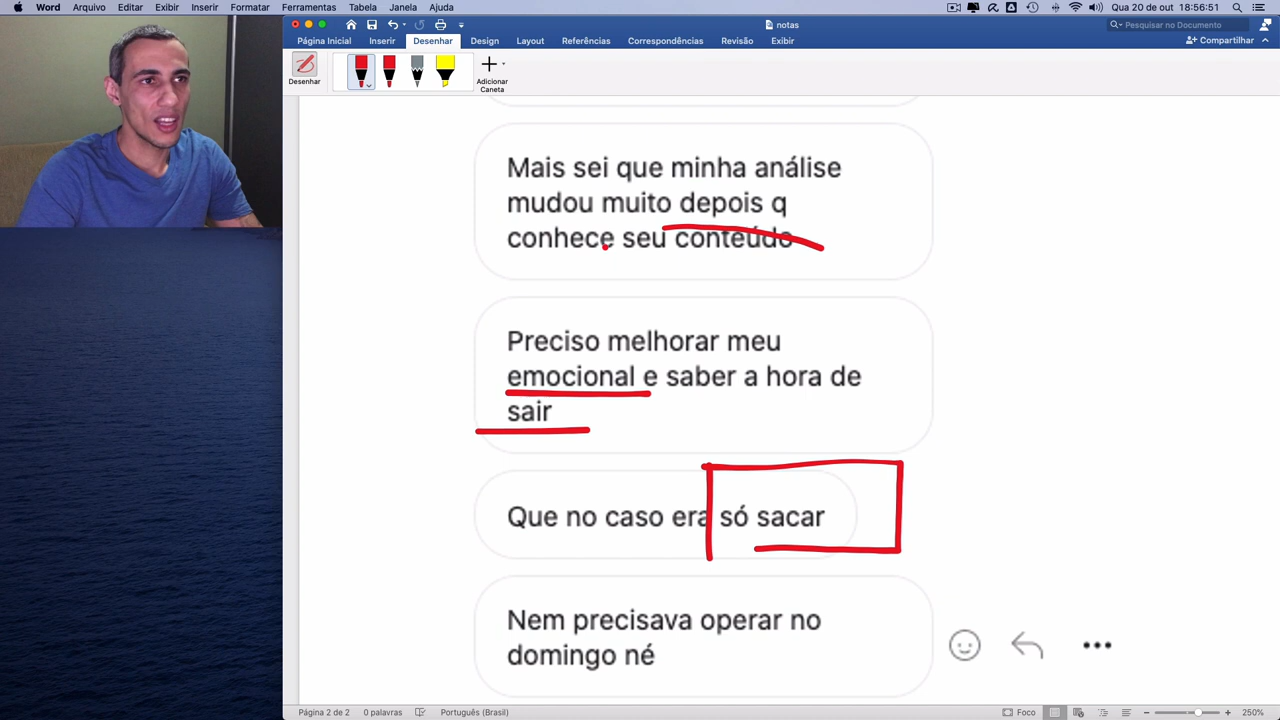 Word Arquivo Editar Exibir Inserir Formatar Ferramentas Tabela Janela Ajuda Qua 20 de out 18:56:51
notas
Pesquisar no Documento
Página Inicial Inserir Desenhar Design Layout Referências Correspondências Revisão Exibir Compartilhar
Desenhar
Adicionar
Caneta
Mais sei que minha análise
mudou muito depois q
conhece seu conteúdo
Preciso melhorar meu
emocional e saber a hora de
sair
Que no caso era só sacar
Nem precisava operar no
domingo né
Página 2 de 2 0 palavras Português (Brasil) Foco 250%